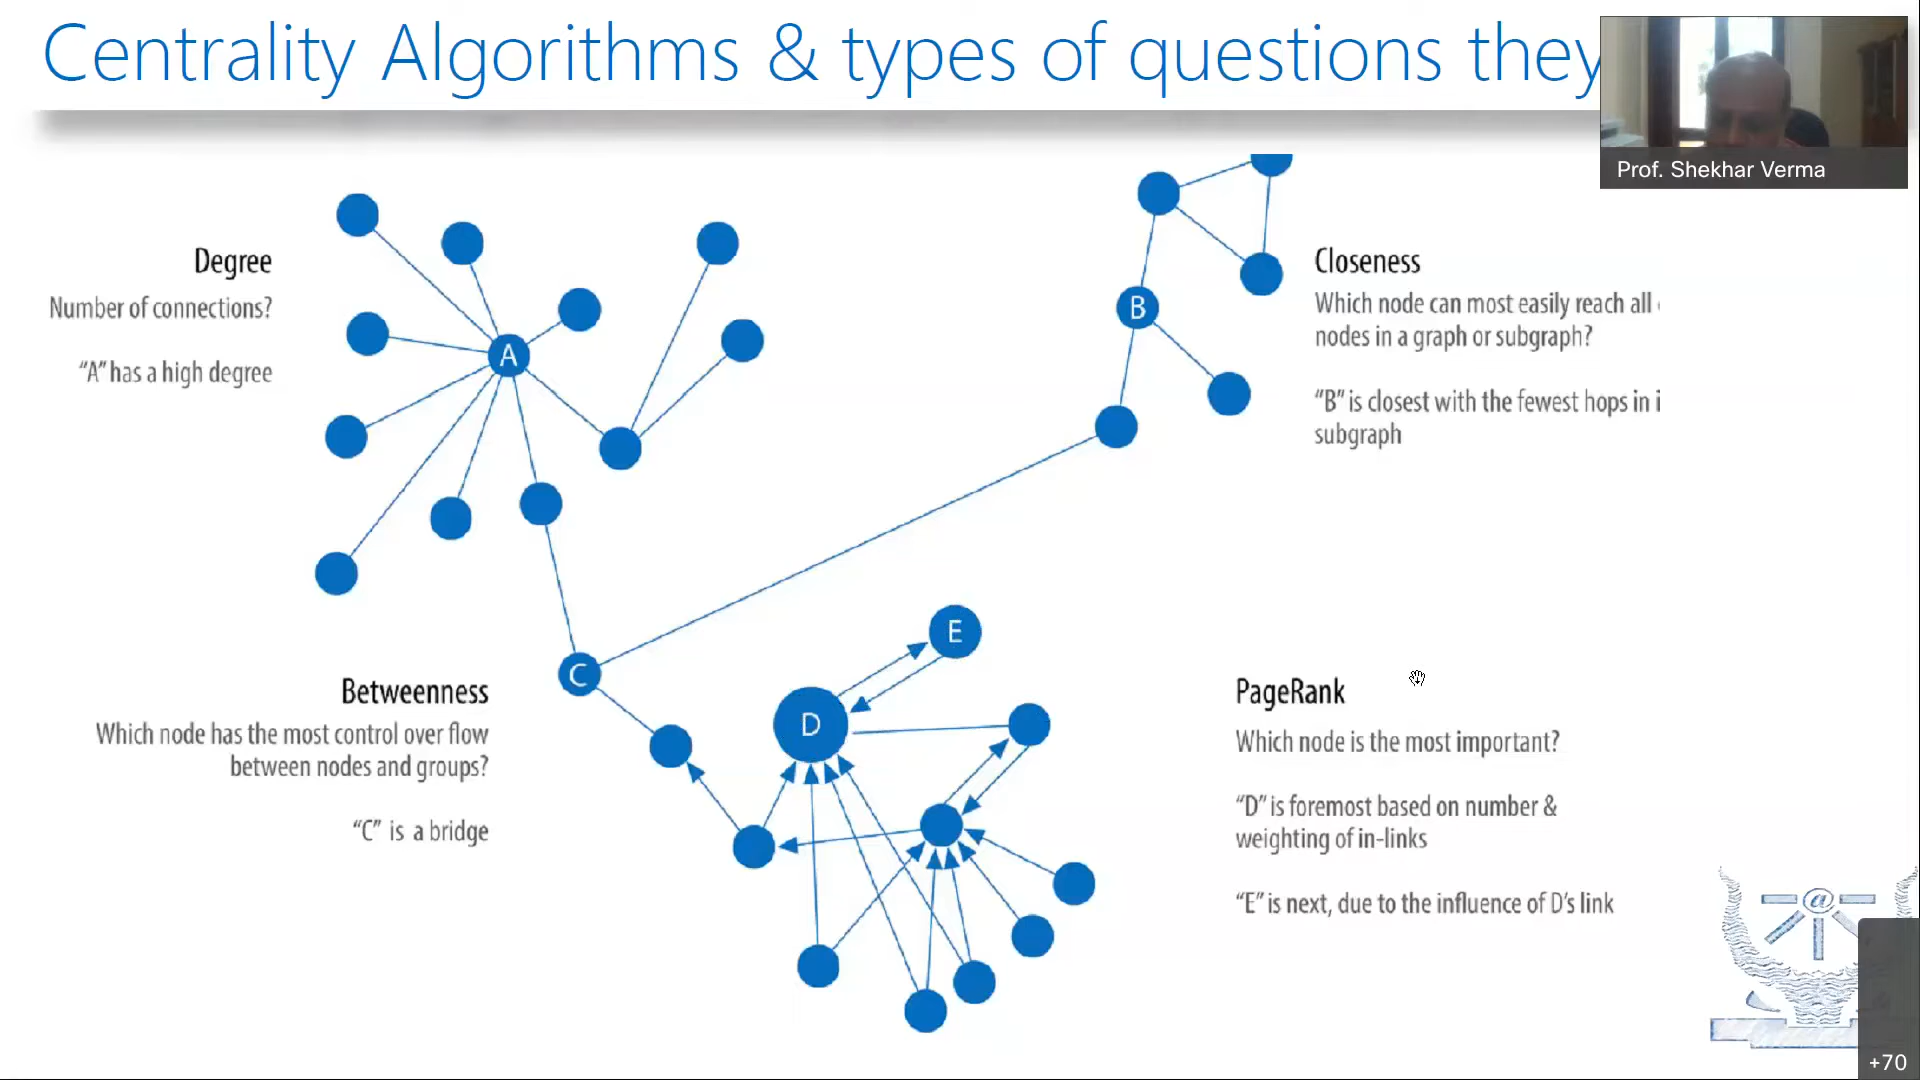 Centrality Algorithms & types of questions they
Prof. Shekhar Verma
Degree
Number of connections?
"A" has a high degree
A
B
Closeness
Which node can most easily reach all
nodes in a graph or subgraph?
"B" is closest with the fewest hops in
subgraph
E
C
D
Betweenness
Which node has the most control over flow
between nodes and groups?
"C" is a bridge
PageRank
Which node is the most important?
"D" is foremost based on number &
weighting of in-links
"E" is next, due to the influence of D's link
@
+70